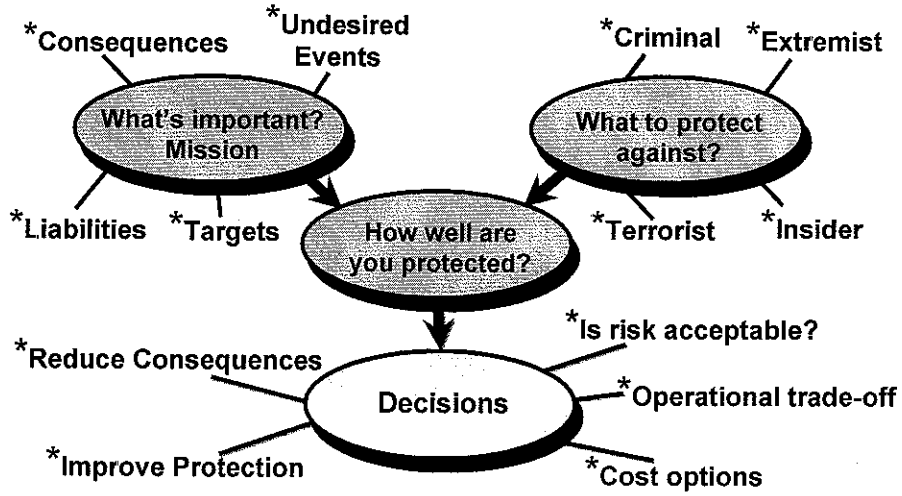 *Consequences
*Undesired
Events
*Criminal
*Extremist
What's important?
Mission
What to protect
against?
*Liabilities
*Targets
*Terrorist
*Insider
How well are
you protected?
*Is risk acceptable?
*Reduce Consequences
Decisions
*Operational trade-off
*Improve Protection
*Cost options